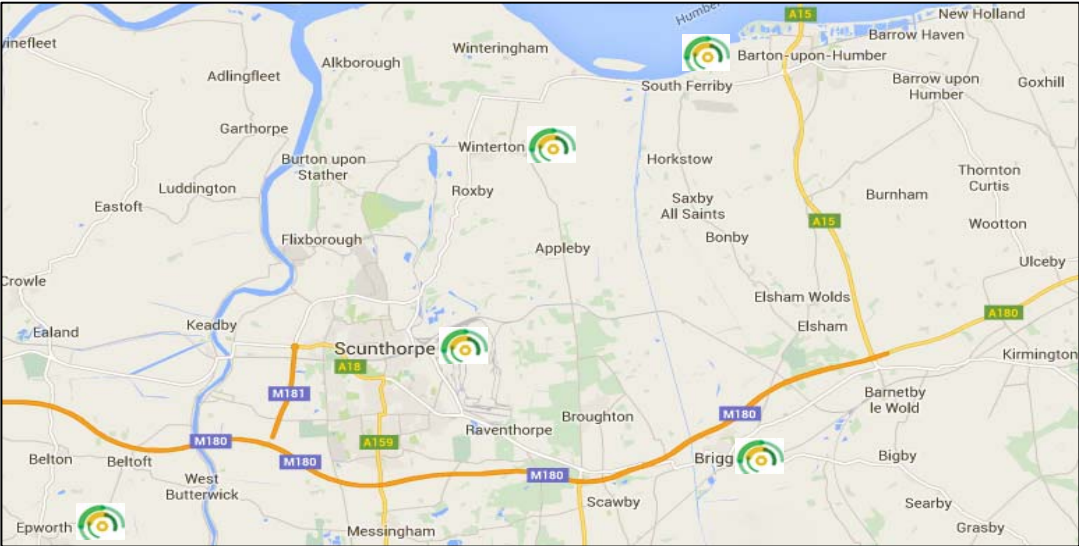 Humber
A15
New Holland
Barrow Haven
Winteringham
Barton-upon-Humber
Alkborough
Adlingfleet
South Ferriby
Barrow upon
Humber
Goxhill
Garthorpe
Winterton
Burton upon
Stather
Horkstow
Thornton
Curtis
Luddington
Roxby
Saxby
All Saints
Burnham
Eastoft
A15
Wootton
Flixborough
Bonby
Appleby
Ulceby
Crowle
Elsham Wolds
A180
Ealand
Keadby
Elsham
Scunthorpe
Kirmington
A18
M181
Barnetby
le Wold
Broughton
M180
Raventhorpe
M180
A159
Belton
Beltoft
M180
Brigg
Bigby
M180
West
Butterwick
Scawby
Searby
Epworth
Messingham
Grasby